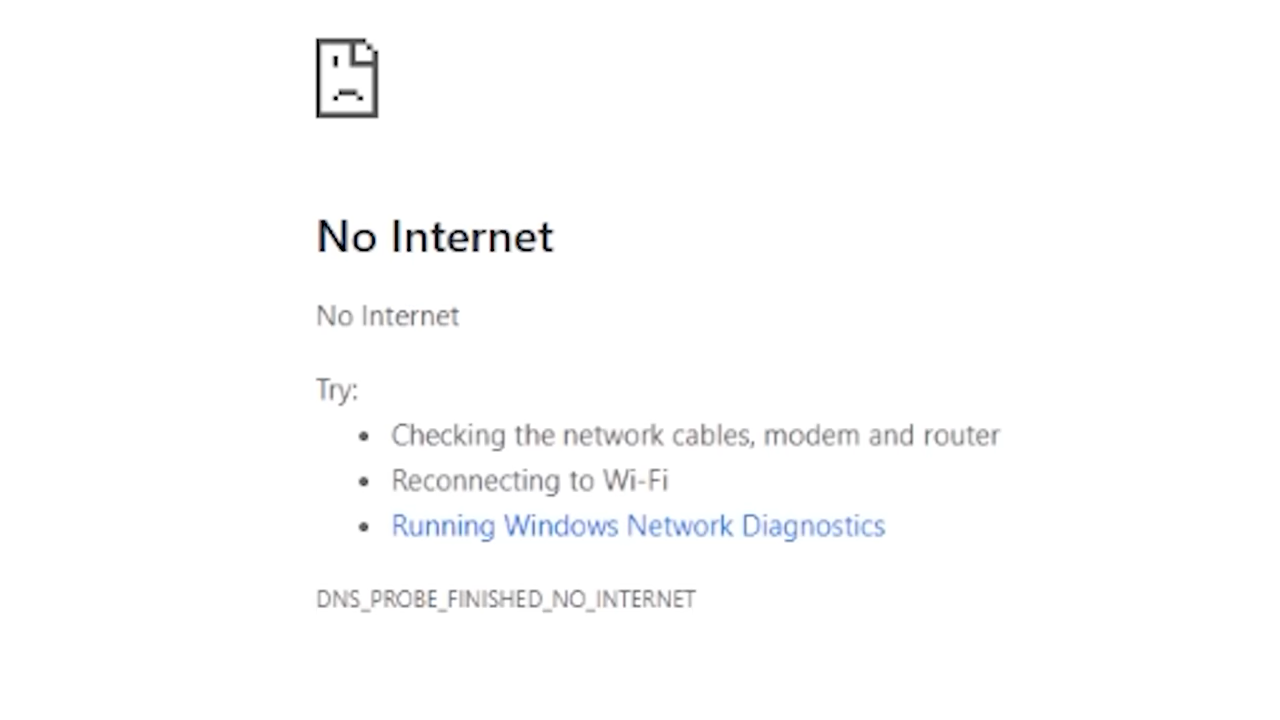 No Internet
No Internet
Try:
Checking the network cables, modem and router
Reconnecting to Wi-Fi
Running Windows Network Diagnostics
DNS_PROBE_FINISHED_NO_INTERNET